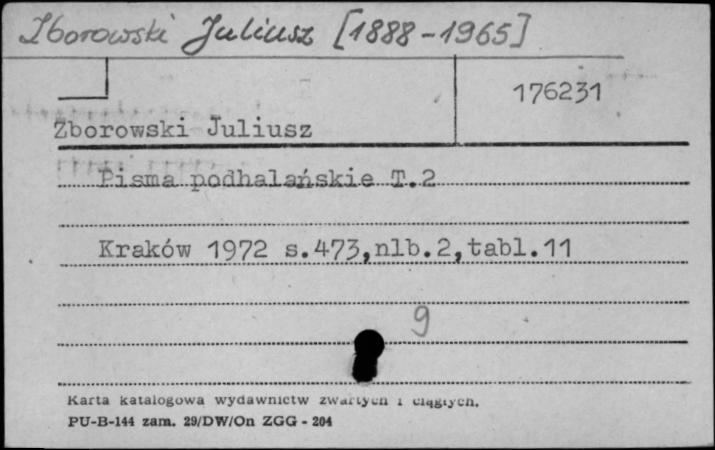 Zborowski Juliusz [1888-1965]
176231
Zborowski Juliusz
Pisma podhalańskie T.2
Kraków 1972 s.473,nlb.2,tabl.11
9
Karta katalogowa wydawnictw zwartych i ciągłych.
PU-B-144 zam. 29/DW/On ZGG - 204